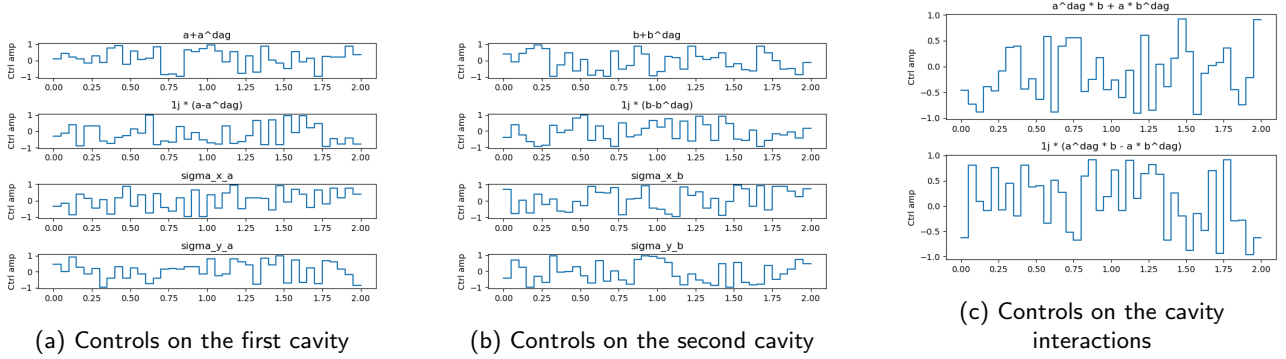 a+a^dag
Ctrl amp
1
0
−1
0.00 0.25 0.50 0.75 1.00 1.25 1.50 1.75 2.00
1j * (a-a^dag)
Ctrl amp
1
0
−1
0.00 0.25 0.50 0.75 1.00 1.25 1.50 1.75 2.00
sigma_x_a
Ctrl amp
1
0
−1
0.00 0.25 0.50 0.75 1.00 1.25 1.50 1.75 2.00
sigma_y_a
Ctrl amp
1
0
−1
0.00 0.25 0.50 0.75 1.00 1.25 1.50 1.75 2.00
(a) Controls on the first cavity
b+b^dag
Ctrl amp
1
0
−1
0.00 0.25 0.50 0.75 1.00 1.25 1.50 1.75 2.00
1j * (b-b^dag)
Ctrl amp
1
0
−1
0.00 0.25 0.50 0.75 1.00 1.25 1.50 1.75 2.00
sigma_x_b
Ctrl amp
1
0
−1
0.00 0.25 0.50 0.75 1.00 1.25 1.50 1.75 2.00
sigma_y_b
Ctrl amp
1
0
−1
0.00 0.25 0.50 0.75 1.00 1.25 1.50 1.75 2.00
(b) Controls on the second cavity
a^dag * b + a * b^dag
Ctrl amp
1.0
0.5
0.0
−0.5
−1.0
0.00 0.25 0.50 0.75 1.00 1.25 1.50 1.75 2.00
1j * (a^dag * b - a * b^dag)
Ctrl amp
1.0
0.5
0.0
−0.5
−1.0
0.00 0.25 0.50 0.75 1.00 1.25 1.50 1.75 2.00
(c) Controls on the cavity
interactions